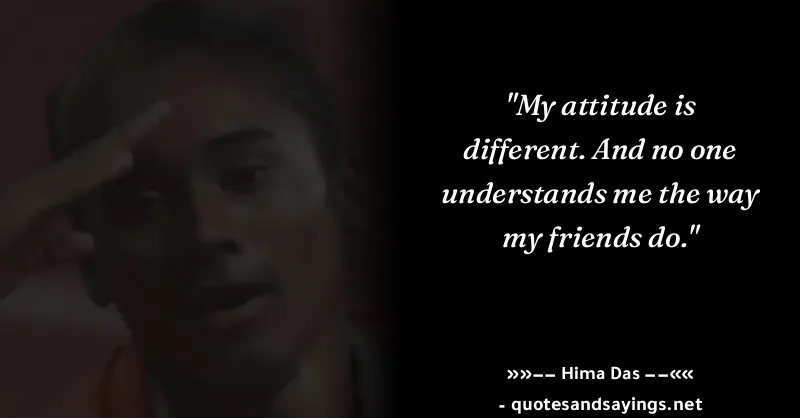 "My attitude is
different. And no one
understands me the way
my friends do."
»»−− Hima Das −−««
- quotesandsayings.net